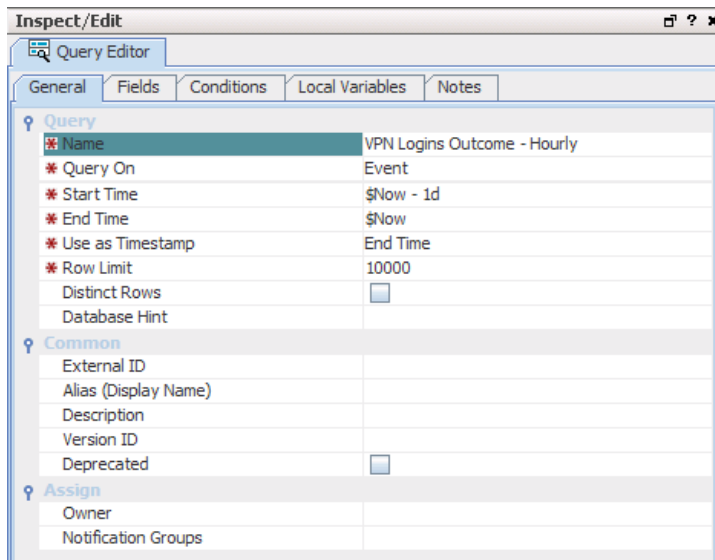 Inspect/Edit ?
Query Editor
General Fields Conditions Local Variables Notes
Query
* Name VPN Logins Outcome - Hourly
* Query On Event
* Start Time $Now - 1d
* End Time $Now
* Use as Timestamp End Time
* Row Limit 10000
Distinct Rows
Database Hint
Common
External ID
Alias (Display Name)
Description
Version ID
Deprecated
Assign
Owner
Notification Groups